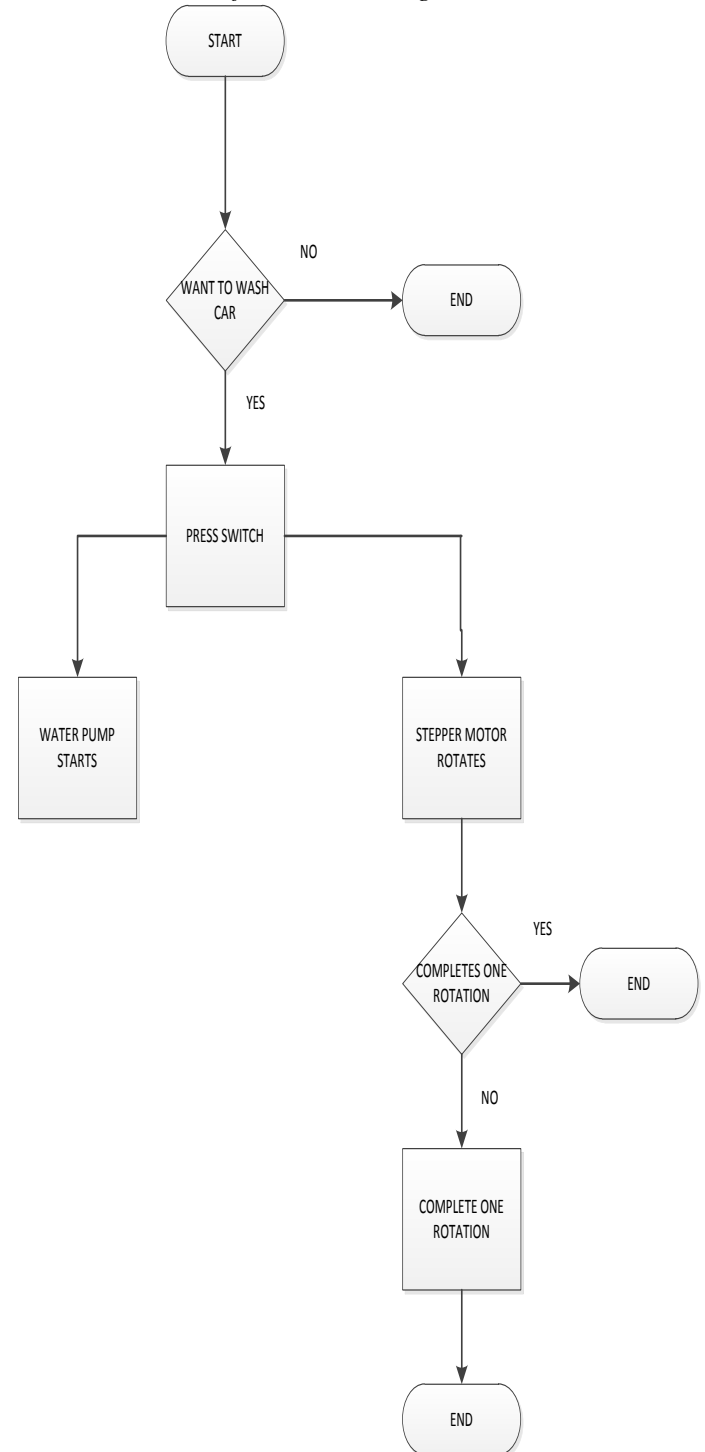 START
NO
WANT TO WASH
CAR
END
YES
PRESS SWITCH
WATER PUMP
STARTS
STEPPER MOTOR
ROTATES
YES
COMPLETES ONE
ROTATION
END
NO
COMPLETE ONE
ROTATION
END